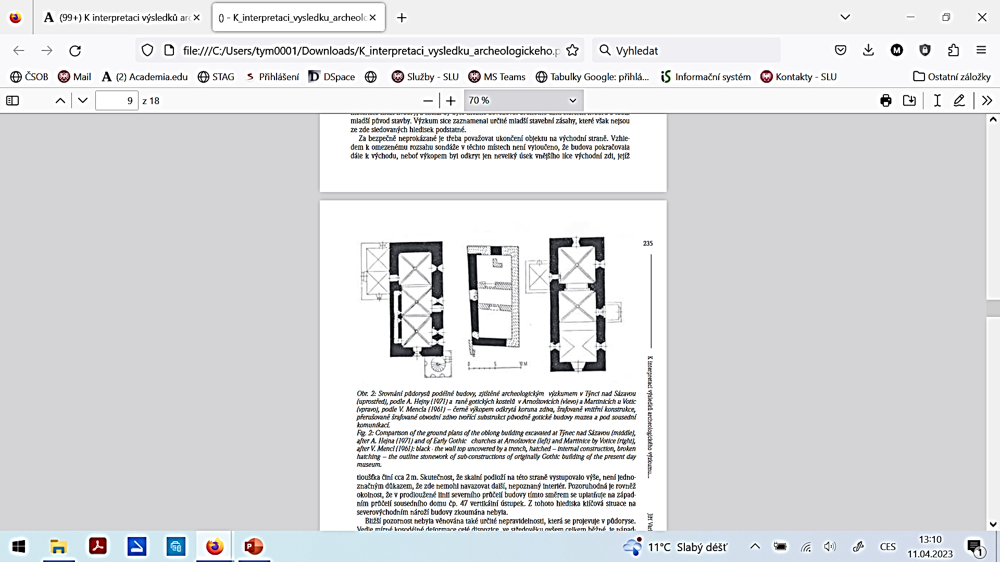 (99+) K interpretaci výsledků arc
() - K_interpretaci_vysledku_archeolo
file:///C:/Users/tym0001/Downloads/K_interpretaci_vysledku_archeologickeho.p
Vyhledat
ČSOB
Mail
(2) Academia.edu
STAG
Přihlášení
DSpace
Služby - SLU
MS Teams
Tabulky Google: přihlá...
Informační systém
Kontakty - SLU
Ostatní záložky
9 z 18
70 %
mladší původ stavby. Výzkum sice zaznamenal určité mladší stavební zásahy, které však nejsou
ze zde sledovaných hledisek podstatné.
Za bezpečně neprokázané je třeba považovat ukončení objektu na východní straně. Vzhle-
dem k omezenému rozsahu sondáže v těchto místech není vyloučeno, že budova pokračovala
dále k východu, neboť výkopem byl odkryt jen nevelký úsek vnějšího líce východní zdi, jejíž
235
0 5 10 M
K interpretaci výsledků archeologického výzkumu...
Obr. 2: Srovnání půdorysů podélné budovy, zjištěné archeologickým výzkumem v Týnci nad Sázavou
(uprostřed), podle A. Hejny (1971) a raně gotických kostelů v Arnoštovicích (vlevo) a Martinicích u Votic
(vpravo), podle V. Mencla (1961) – černě výkopem odkrytá koruna zdiva, šrafovaně vnitřní konstrukce,
přerušovaně šrafované obvodní zdivo tvořící substrukci původně gotické budovy muzea a pod sousední
komunikací.
Fig. 2: Comparison of the ground plans of the oblong building excavated at Týnec nad Sázavou (middle),
after A. Hejna (1971) and of Early Gothic churches at Arnoštovice (left) and Martinice by Votice (right),
after V. Mencl (1961): black - the wall top uncovered by a trench, hatched – internal construction, broken
hatching – the outline stonework of sub-constructions of originally Gothic building of the present day
museum.
tloušťka činí cca 2 m. Skutečnost, že skalní podloží na této straně vystupovalo výše, není jedno-
značným důkazem, že zde nemohl navazovat další, nepoznaný interiér. Pozoruhodná je rovněž
okolnost, že v prodloužené linii severního průčelí budovy tímto směrem se uplatňuje na západ-
ním průčelí sousedního domu čp. 47 vertikální ústupek. Z tohoto hlediska klíčová situace na
severovýchodním nároží budovy zkoumána nebyla.
Bližší pozornost nebyla věnována také určité nepravidelnosti, která se projevuje v půdoryse.
Vedle mírné kosodélné deformace celé dispozice, ve středověku ovšem celkem běžné, je nápad-
Jiří Varh
11°C Slabý déšť
CES
13:10
11.04.2023
1